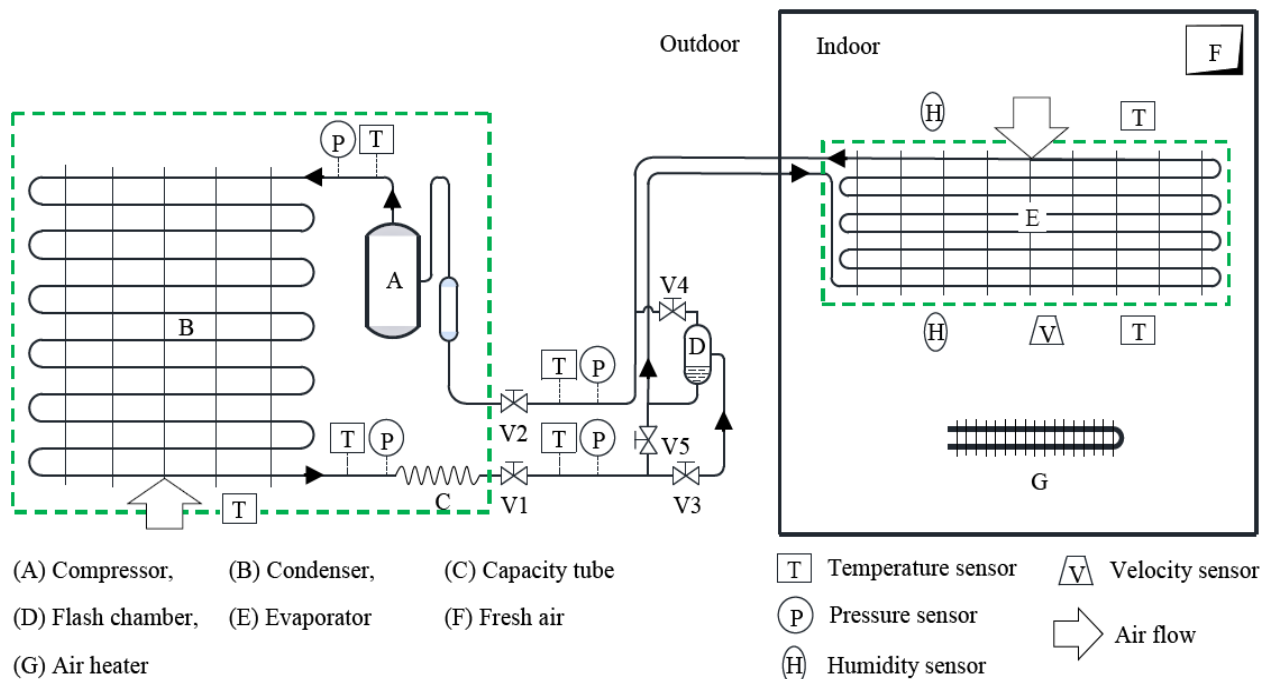 Outdoor
Indoor
F
H
T
P
T
E
A
B
V4
D
H
V
T
T
P
V2
V5
T
P
T
P
C
V1
V3
G
T
(A) Compressor,
(B) Condenser,
(C) Capacity tube
(D) Flash chamber,
(E) Evaporator
(F) Fresh air
(G) Air heater
T
Temperature sensor
V
Velocity sensor
P
Pressure sensor
Air flow
H
Humidity sensor